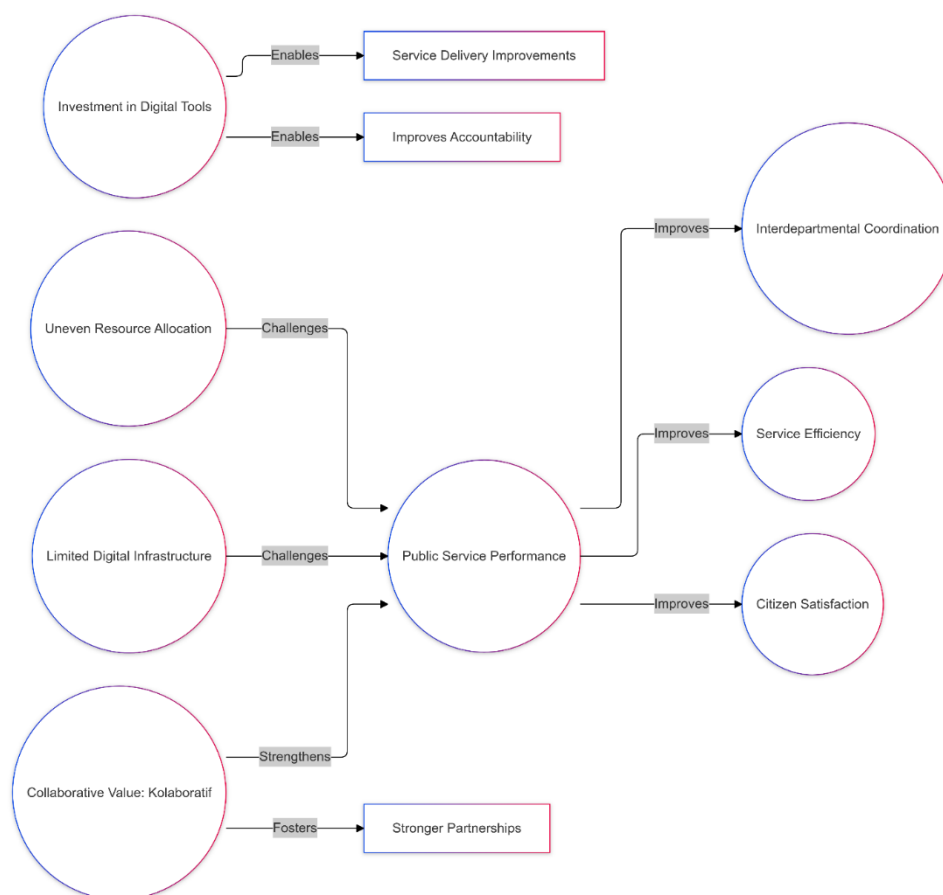 Investment in Digital Tools
Enables
Service Delivery Improvements
Enables
Improves Accountability
Uneven Resource Allocation
Challenges
Limited Digital Infrastructure
Challenges
Collaborative Value: Kolaboratif
Strengthens
Fosters
Stronger Partnerships
Public Service Performance
Improves
Interdepartmental Coordination
Improves
Service Efficiency
Improves
Citizen Satisfaction